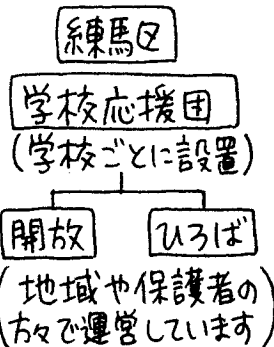 練馬区
学校応援団
(学校ごとに設置)
開放 ひろば
(地域や保護者の
方々で運営しています)